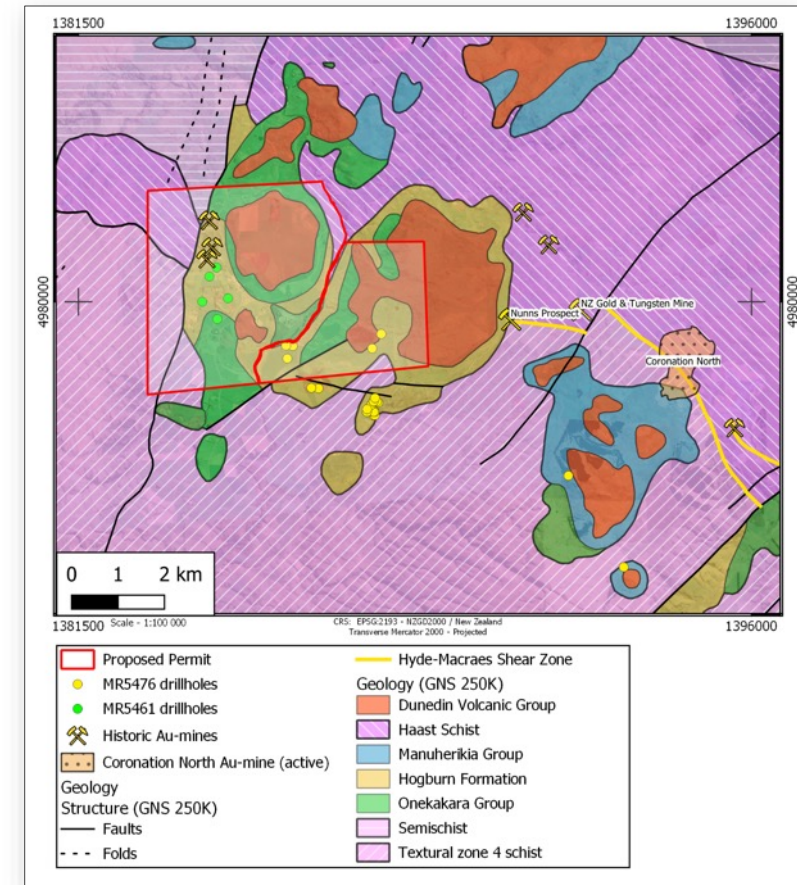 1381500
1396000
4980000
4980000
NZ Gold & Tungsten Mine
Nunns Prospect
Coronation North
0 1 2 km
1381500
Scale - 1:100 000
CRS: EPSG:2193 - NZGD2000 / New Zealand
Transverse Mercator 2000 - Projected
1396000
Proposed Permit
MR5476 drillholes
MR5461 drillholes
Historic Au-mines
Coronation North Au-mine (active)
Geology
Structure (GNS 250K)
Faults
Folds
Hyde-Macraes Shear Zone
Geology (GNS 250K)
Dunedin Volcanic Group
Haast Schist
Manuherikia Group
Hogburn Formation
Onekakara Group
Semischist
Textural zone 4 schist